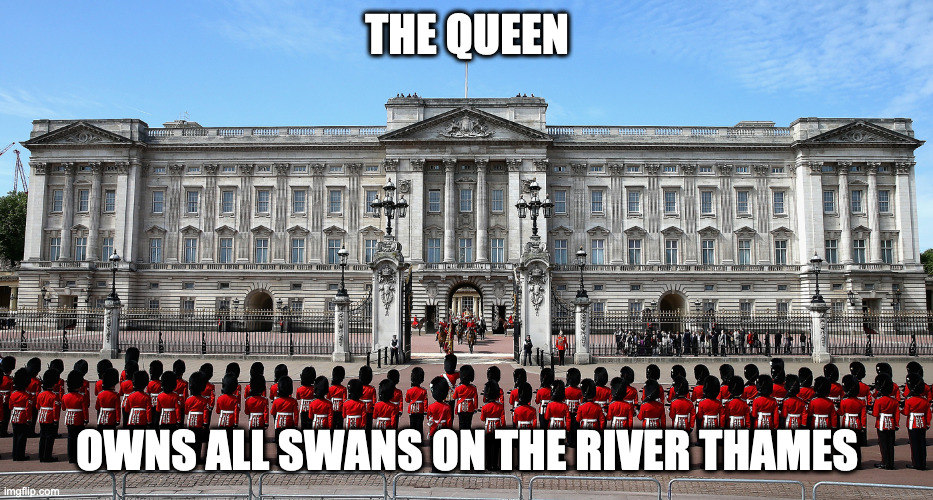 THE QUEEN
OWNS ALL SWANS ON THE RIVER THAMES
imgflip.com